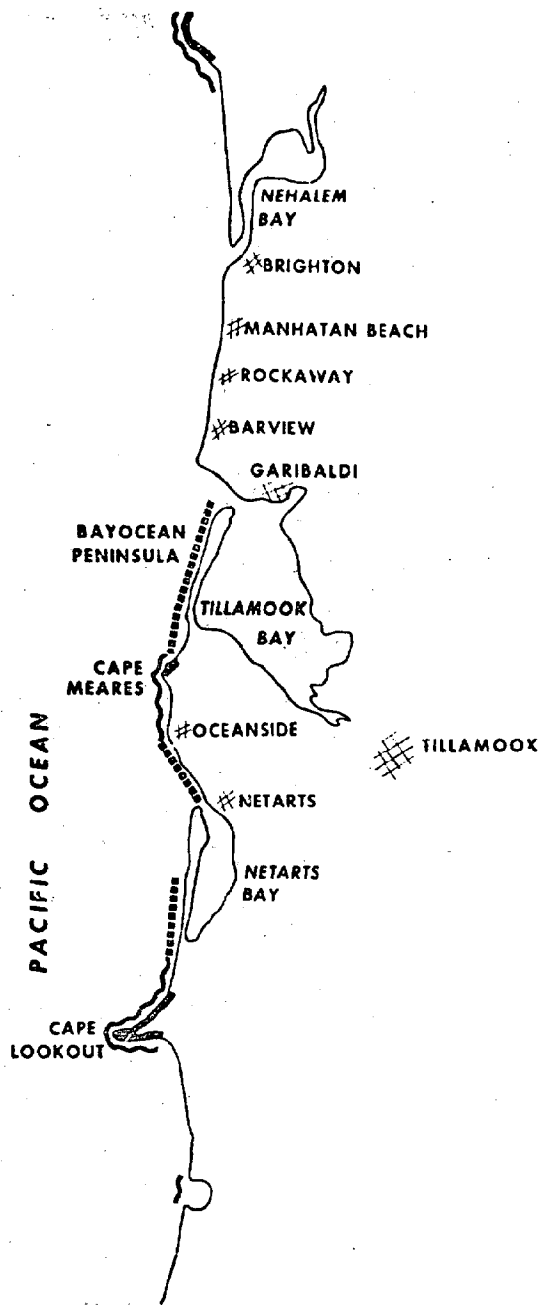 NEHALEM
BAY
BRIGHTON
MANHATAN BEACH
ROCKAWAY
BARVIEW
GARIBALDI
BAYOCEAN
PENINSULA
TILLAMOOK
BAY
CAPE
MEARES
OCEANSIDE
TILLAMOOK
NETARTS
NETARTS
BAY
PACIFIC OCEAN
CAPE
LOOKOUT